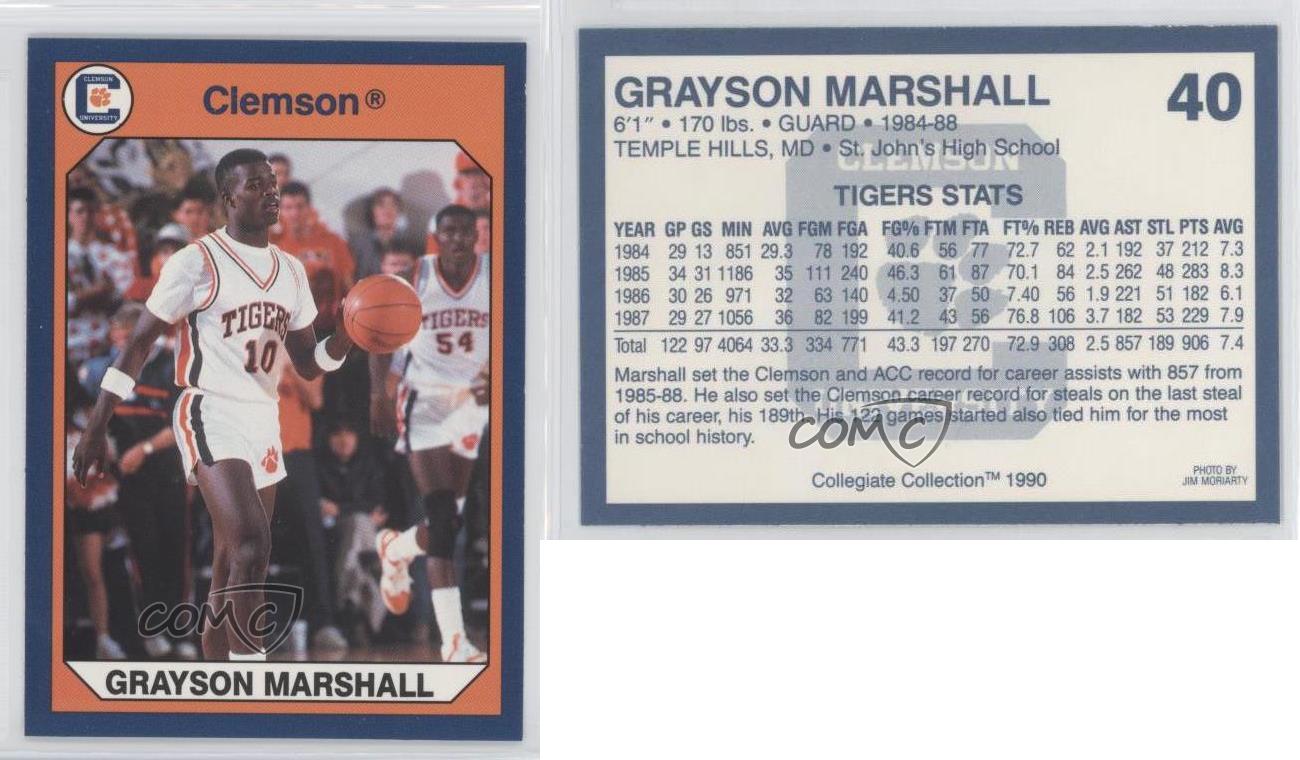 CLEMSON
UNIVERSITY
Clemson®
TIGERS
10
TIGERS
54
COMC
GRAYSON MARSHALL
GRAYSON MARSHALL 40
6'1" • 170 lbs. • GUARD • 1984-88
TEMPLE HILLS, MD • St. John's High School
CLEMSON
TIGERS STATS
YEAR GP GS MIN AVG FGM FGA FG% FTM FTA FT% REB AVG AST STL PTS AVG
1984 29 13 851 29.3 78 192 40.6 56 77 72.7 62 2.1 192 37 212 7.3
1985 34 31 1186 35 111 240 46.3 61 87 70.1 84 2.5 262 48 283 8.3
1986 30 26 971 32 63 140 4.50 37 50 7.40 56 1.9 221 51 182 6.1
1987 29 27 1056 36 82 199 41.2 43 56 76.8 106 3.7 182 53 229 7.9
Total 122 97 4064 33.3 334 771 43.3 197 270 72.9 308 2.5 857 189 906 7.4
Marshall set the Clemson and ACC record for career assists with 857 from
1985-88. He also set the Clemson career record for steals on the last steal
of his career, his 189th. His 122 games started also tied him for the most
in school history.
COMC
Collegiate Collection™ 1990
PHOTO BY
JIM MORIARTY